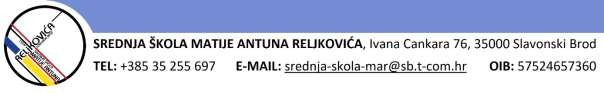 RELJKOVIĆA
SREDNJA ŠKOLA MATIJE ANTUNA RELJKOVIĆA, Ivana Cankara 76, 35000 Slavonski Brod
TEL: +385 35 255 697 E-MAIL: srednja-skola-mar@sb.t-com.hr OIB: 57524657360